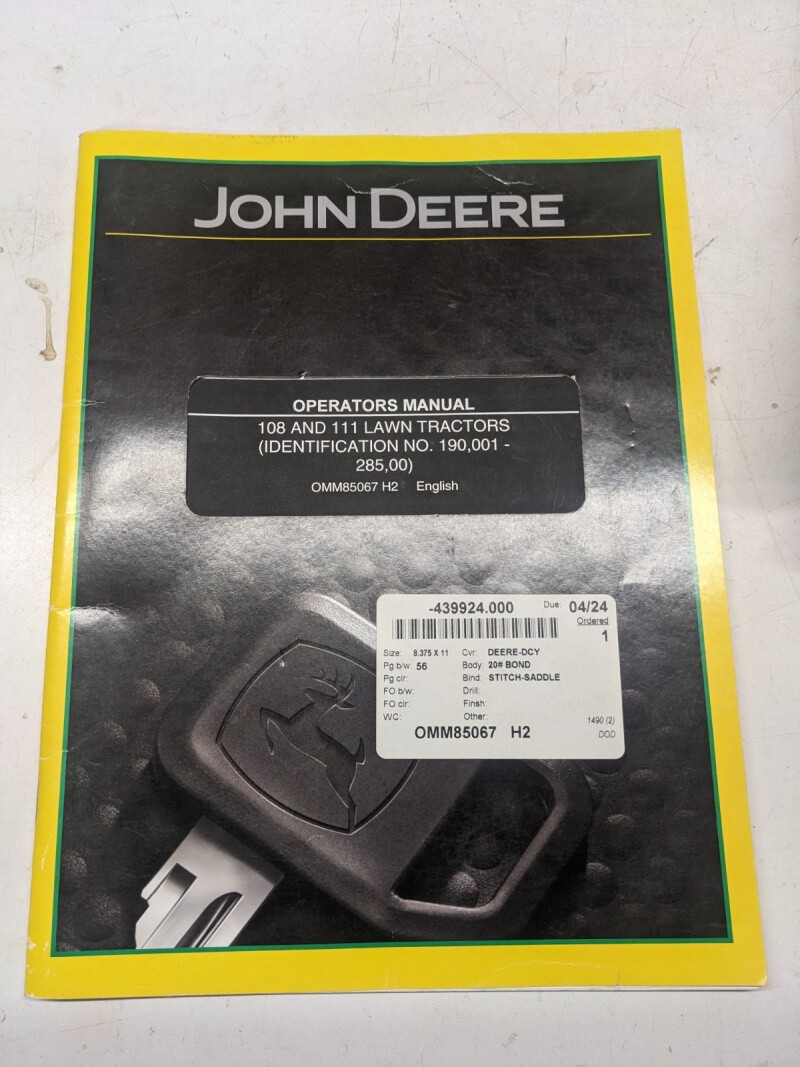 JOHN DEERE
OPERATORS MANUAL
108 AND 111 LAWN TRACTORS
(IDENTIFICATION NO. 190,001 -
285,00)
OMM85067 H2 English
-439924.000 Due: 04/24
Ordered
1
Size: 8.375 X 11 Cvr: DEERE-DCY
Pg b/w: 56 Body: 20# BOND
Pg clr: Bind: STITCH-SADDLE
FO b/w: Drill:
FO clr: Finsh:
WC: Other: 1490 (2)
OMM85067 H2 DOD